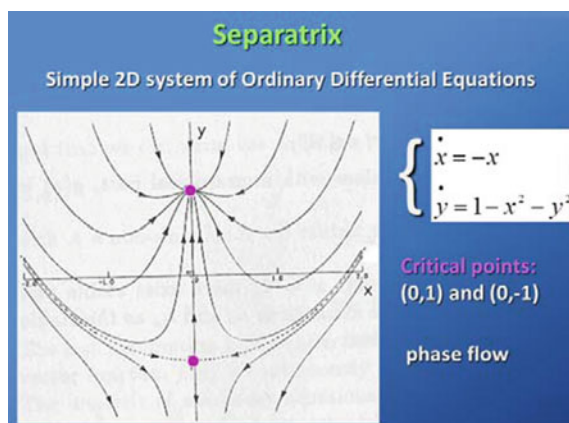 Separatrix
Simple 2D system of Ordinary Differential Equations
y
ẋ = −x
ẏ = 1 − x² − y²
Critical points:
x
(0,1) and (0,-1)
phase flow